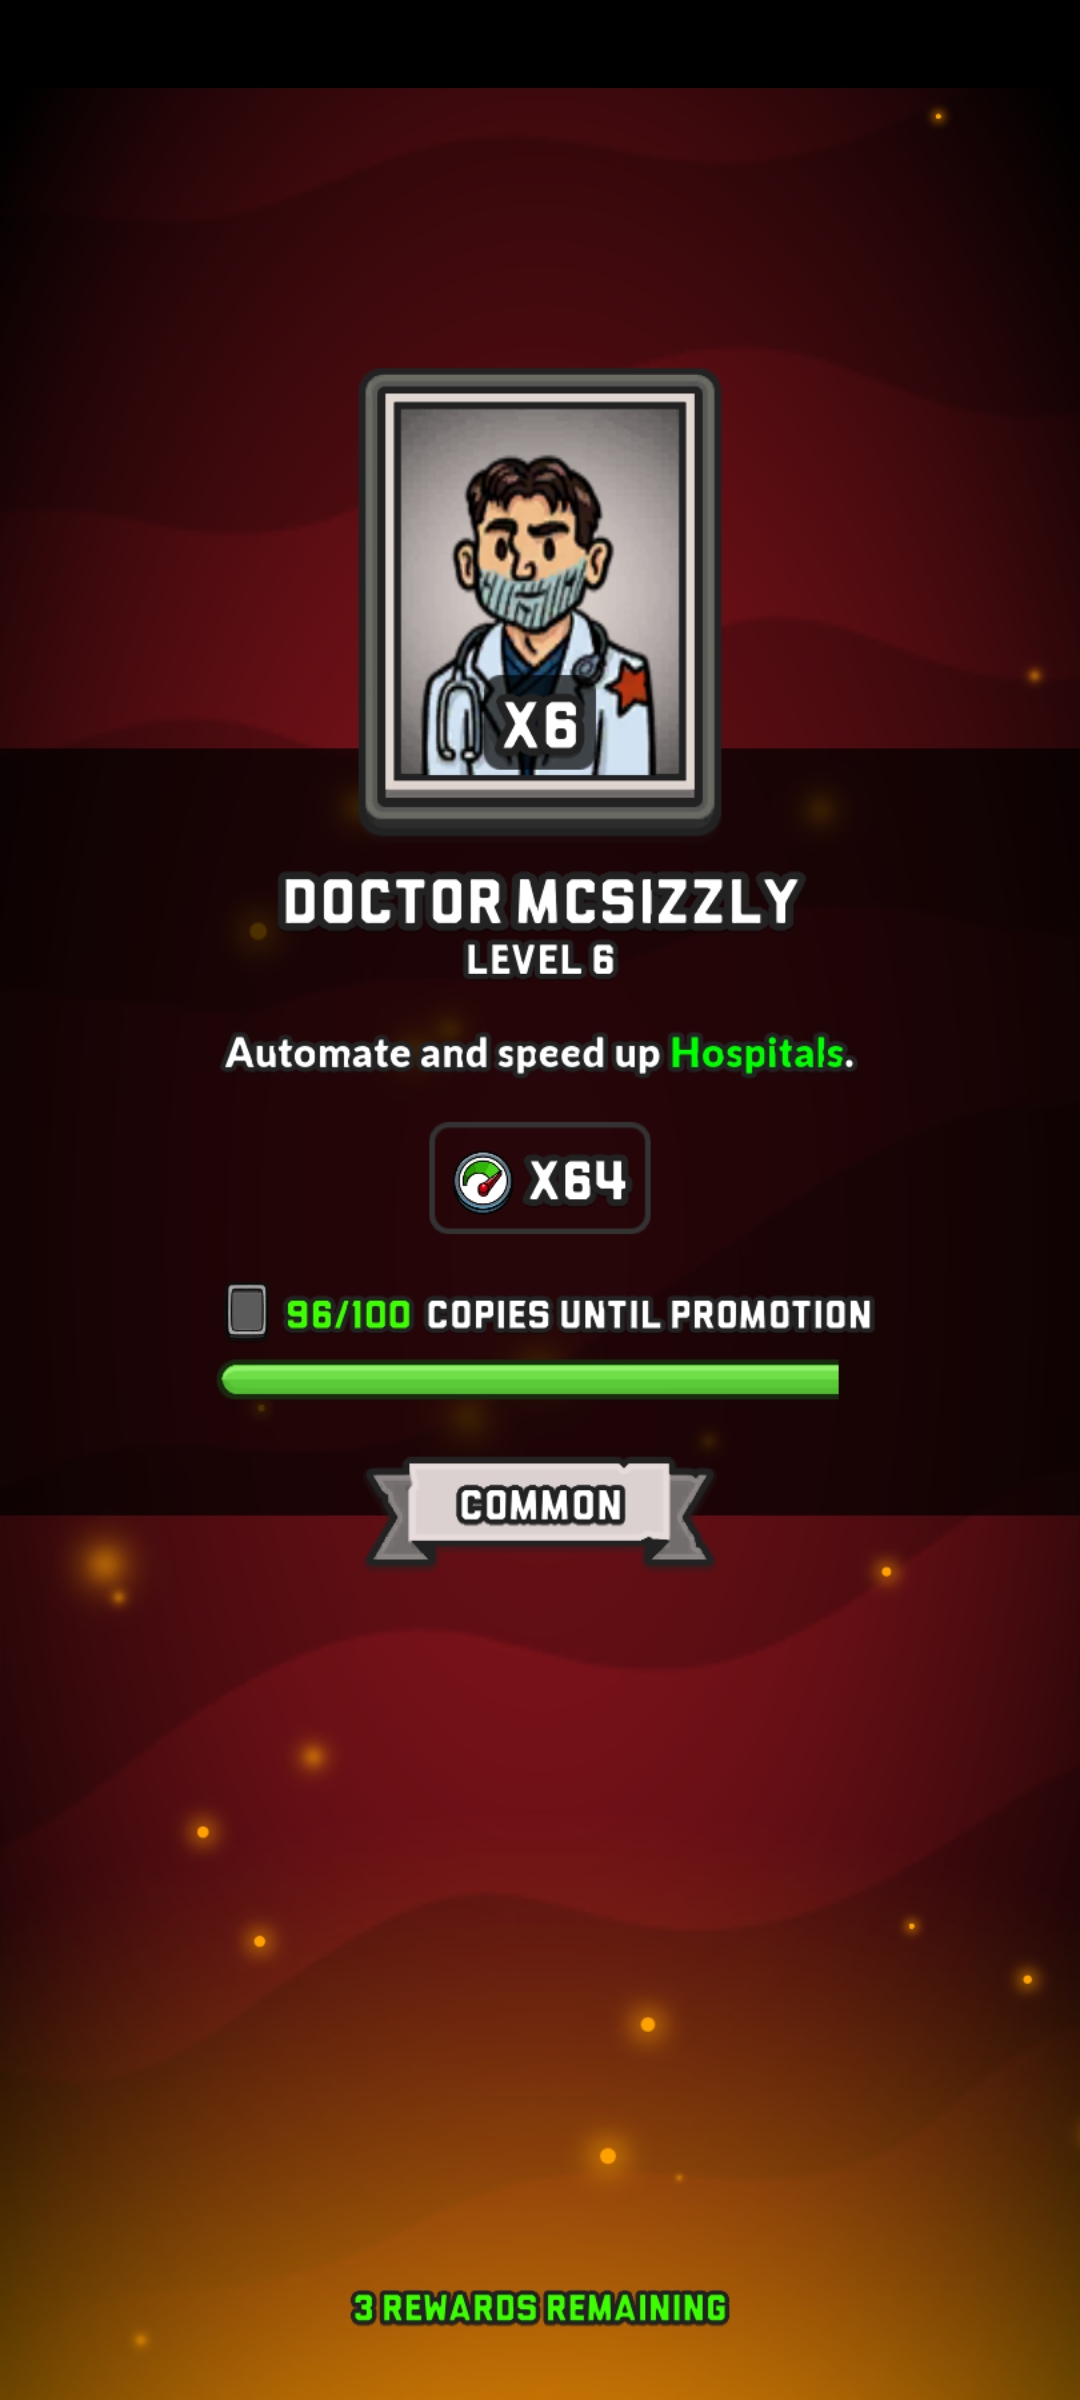 X6
DOCTOR MCSIZZLY
LEVEL 6
Automate and speed up Hospitals.
X64
96/100 COPIES UNTIL PROMOTION
COMMON
3 REWARDS REMAINING